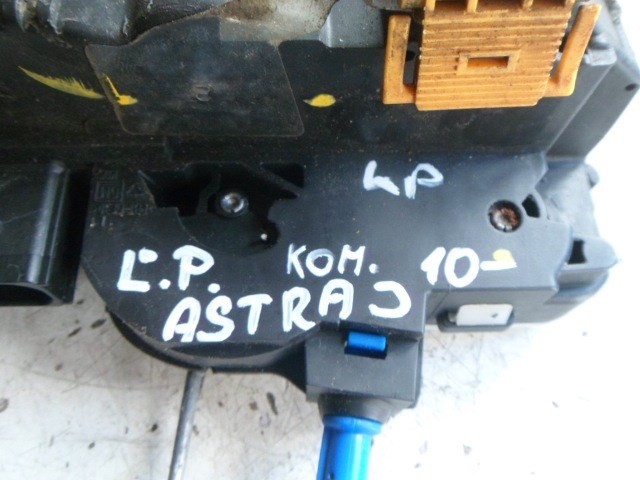 LP
L.P. KOM. 10-
ASTRA J